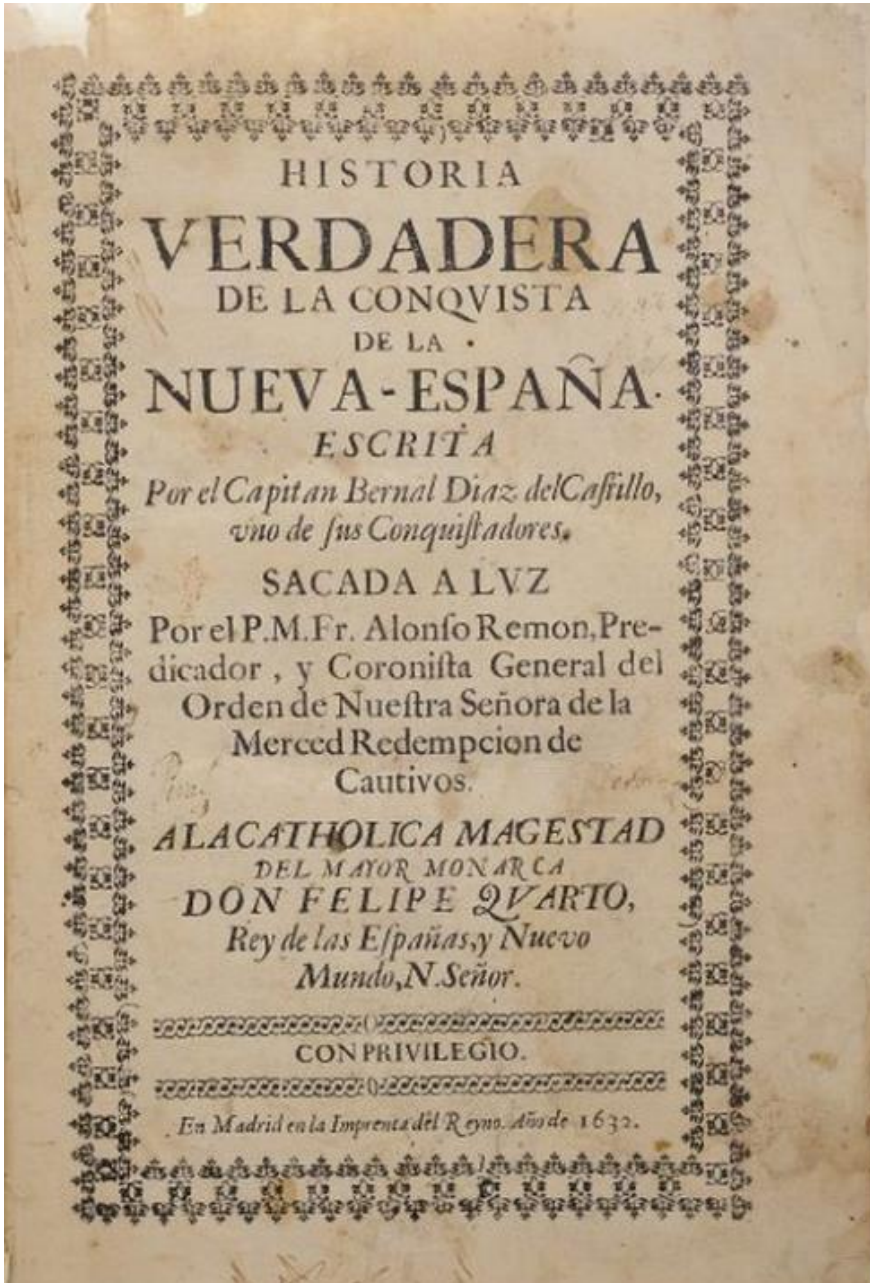 HISTORIA
VERDADERA
DE LA CONQVISTA
DE LA
NUEVA-ESPAÑA.
ESCRITA
Por el Capitan Bernal Diaz del Caſtillo,
vno de ſus Conquiſtadores.
SACADA A LVZ
Por el P. M. Fr. Alonſo Remon, Pre-
dicador, y Coroniſta General del
Orden de Nueſtra Señora de la
Merced Redempcion de
Cautivos.
A LA CATHOLICA MAGESTAD
DEL MAYOR MONARCA
DON FELIPE QVARTO,
Rey de las Eſpañas, y Nuevo
Mundo, N. Señor.
CON PRIVILEGIO.
En Madrid en la Imprenta del Reyno. Año de 1632.